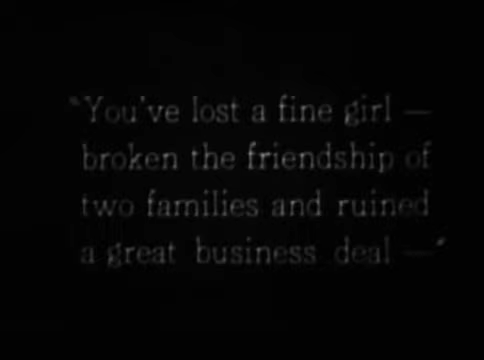 "You've lost a fine girl —
broken the friendship of
two families and ruined
a great business deal —"